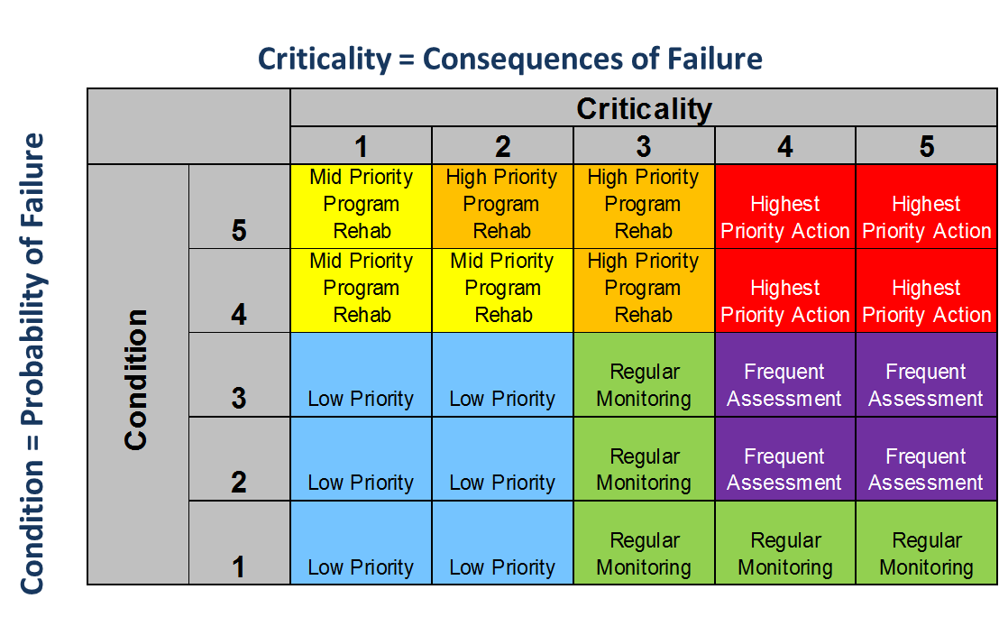 Criticality = Consequences of Failure
Condition = Probability of Failure
Criticality
1 2 3 4 5
Condition
5
Mid Priority
Program
Rehab
High Priority
Program
Rehab
High Priority
Program
Rehab
Highest
Priority Action
Highest
Priority Action
4
Mid Priority
Program
Rehab
Mid Priority
Program
Rehab
High Priority
Program
Rehab
Highest
Priority Action
Highest
Priority Action
3
Low Priority
Low Priority
Regular
Monitoring
Frequent
Assessment
Frequent
Assessment
2
Low Priority
Low Priority
Regular
Monitoring
Frequent
Assessment
Frequent
Assessment
1
Low Priority
Low Priority
Regular
Monitoring
Regular
Monitoring
Regular
Monitoring